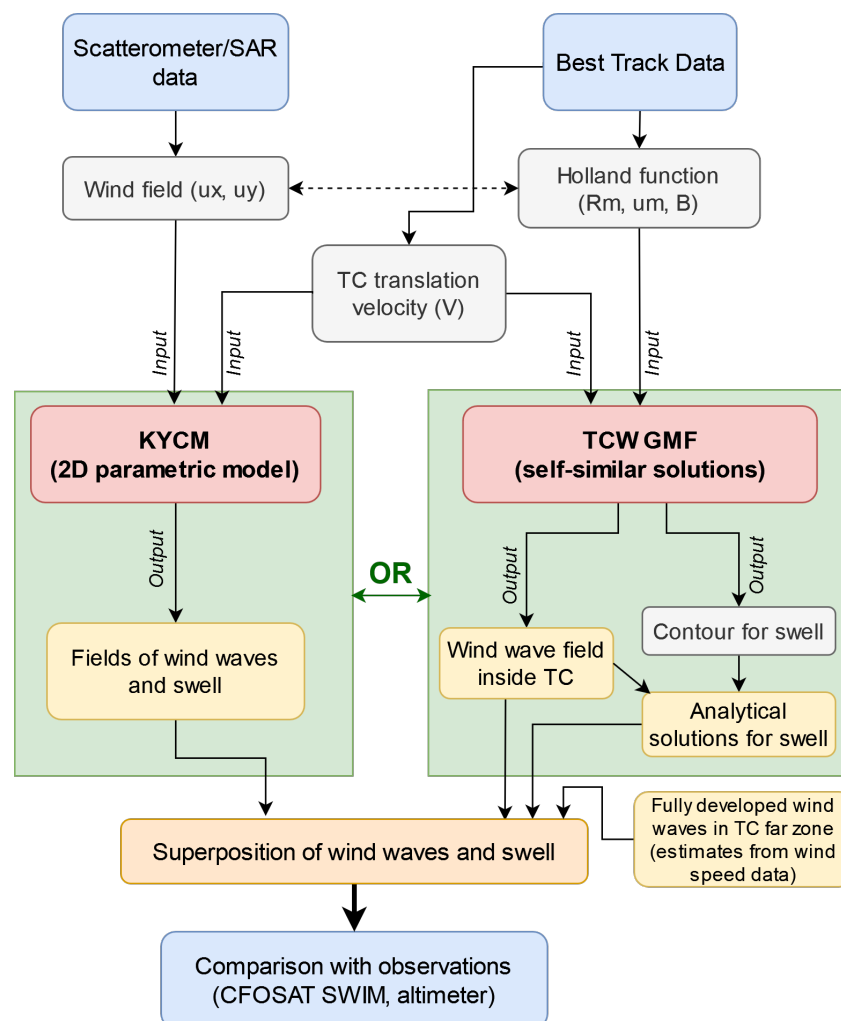 Scatterometer/SAR
data
Best Track Data
Wind field (ux, uy)
Holland function
(Rm, um, B)
TC translation
velocity (V)
Input
Input
Input
Input
KYCM
(2D parametric model)
TCW GMF
(self-similar solutions)
Output
Output
Output
OR
Fields of wind waves
and swell
Wind wave field
inside TC
Contour for swell
Analytical
solutions for swell
Fully developed wind
waves in TC far zone
(estimates from wind
speed data)
Superposition of wind waves and swell
Comparison with observations
(CFOSAT SWIM, altimeter)